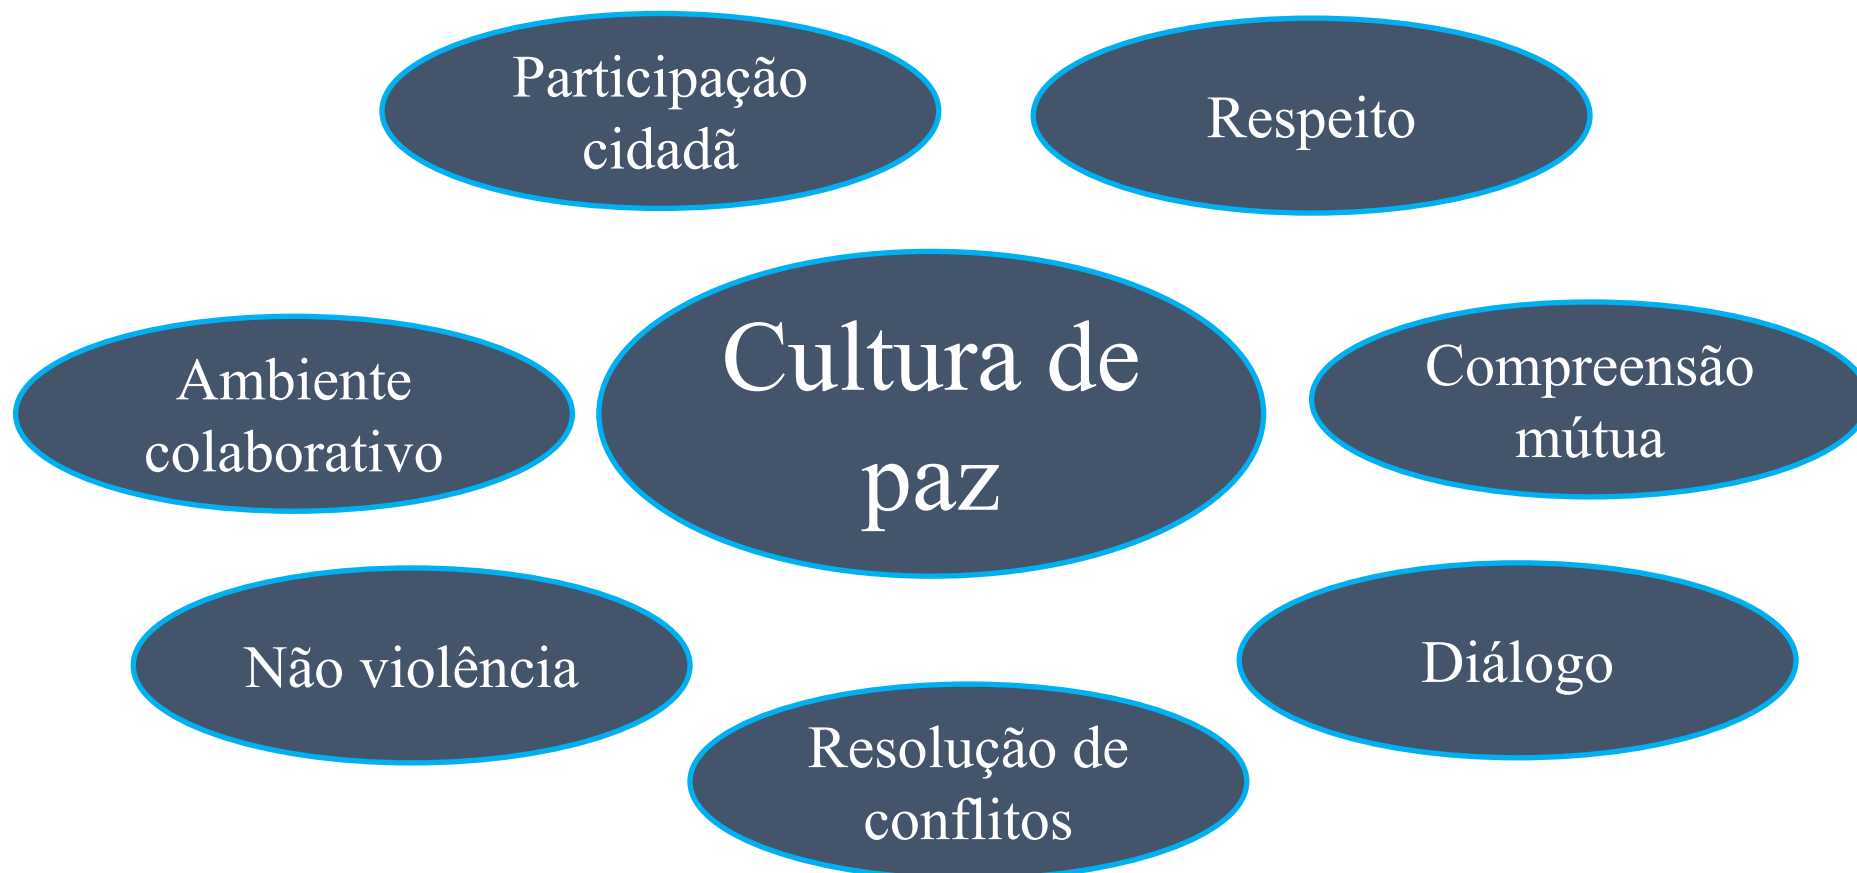 Participação
cidadã
Respeito
Cultura de
paz
Ambiente
colaborativo
Compreensão
mútua
Não violência
Diálogo
Resolução de
conflitos